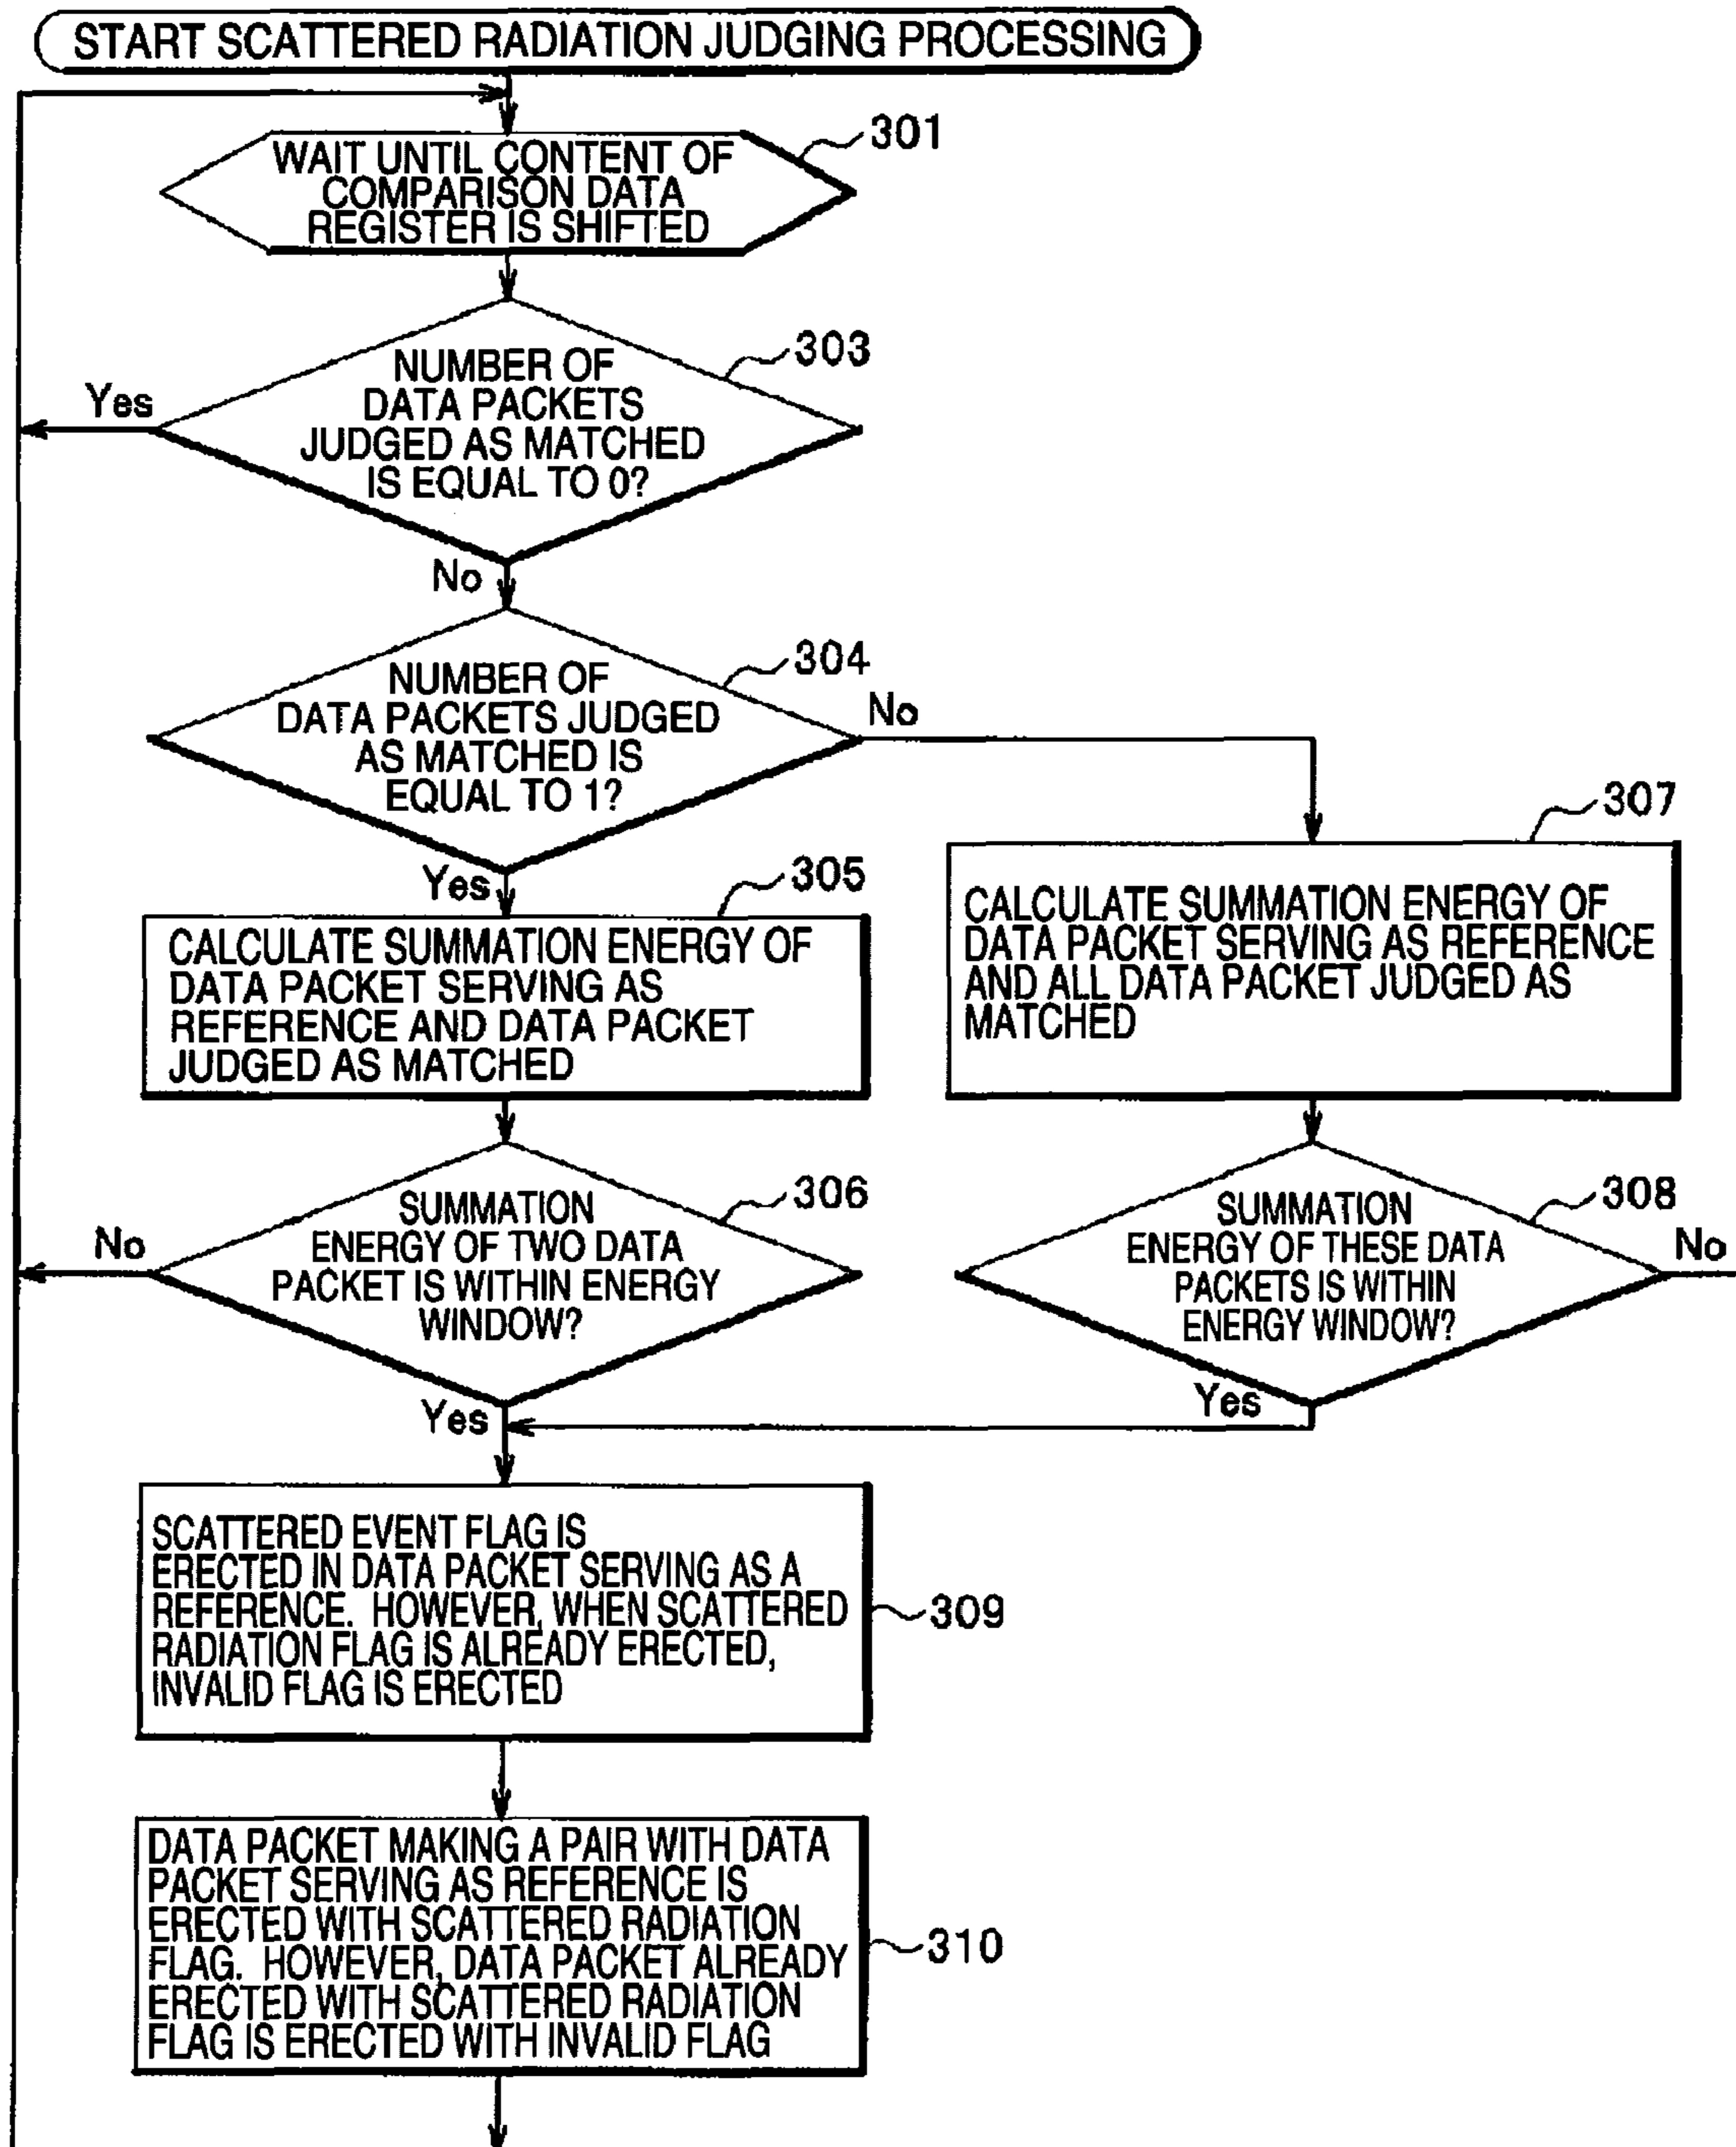 START SCATTERED RADIATION JUDGING PROCESSING
301
WAIT UNTIL CONTENT OF
COMPARISON DATA
REGISTER IS SHIFTED
303
NUMBER OF
DATA PACKETS
JUDGED AS MATCHED
IS EQUAL TO 0?
Yes
No
304
NUMBER OF
DATA PACKETS JUDGED
AS MATCHED IS
EQUAL TO 1?
No
Yes
305
CALCULATE SUMMATION ENERGY OF
DATA PACKET SERVING AS
REFERENCE AND DATA PACKET
JUDGED AS MATCHED
307
CALCULATE SUMMATION ENERGY OF
DATA PACKET SERVING AS REFERENCE
AND ALL DATA PACKET JUDGED AS
MATCHED
306
SUMMATION
ENERGY OF TWO DATA
PACKET IS WITHIN ENERGY
WINDOW?
No
Yes
308
SUMMATION
ENERGY OF THESE DATA
PACKETS IS WITHIN
ENERGY WINDOW?
No
Yes
SCATTERED EVENT FLAG IS
ERECTED IN DATA PACKET SERVING AS A
REFERENCE. HOWEVER, WHEN SCATTERED
RADIATION FLAG IS ALREADY ERECTED,
INVALID FLAG IS ERECTED
309
DATA PACKET MAKING A PAIR WITH DATA
PACKET SERVING AS REFERENCE IS
ERECTED WITH SCATTERED RADIATION
FLAG. HOWEVER, DATA PACKET ALREADY
ERECTED WITH SCATTERED RADIATION
FLAG IS ERECTED WITH INVALID FLAG
310